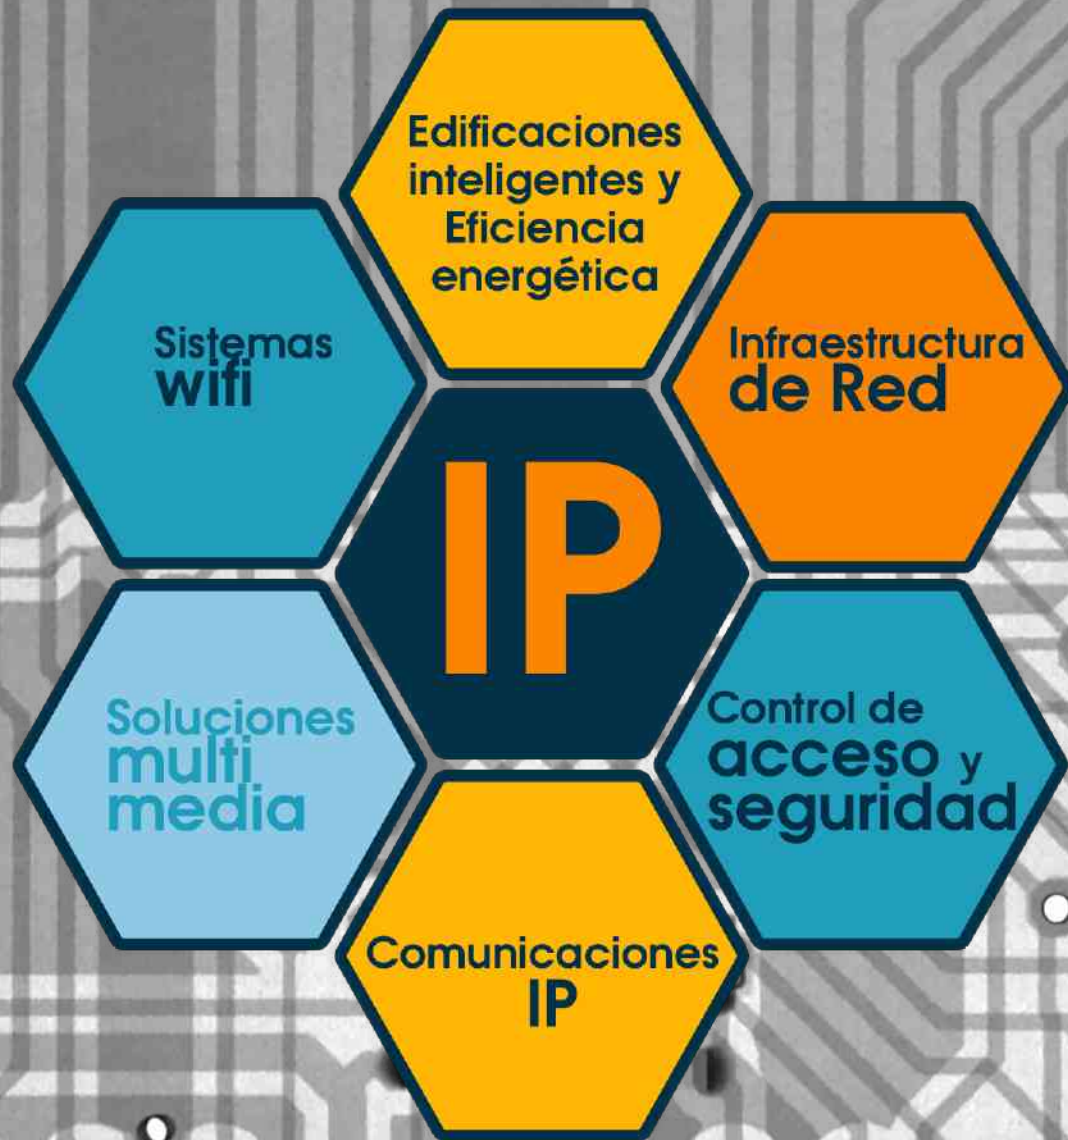 Edificaciones
inteligentes y
Eficiencia
energética
Sistemas
wifi
Infraestructura
de Red
IP
Soluciones
multi
media
Control de
acceso y
seguridad
Comunicaciones
IP